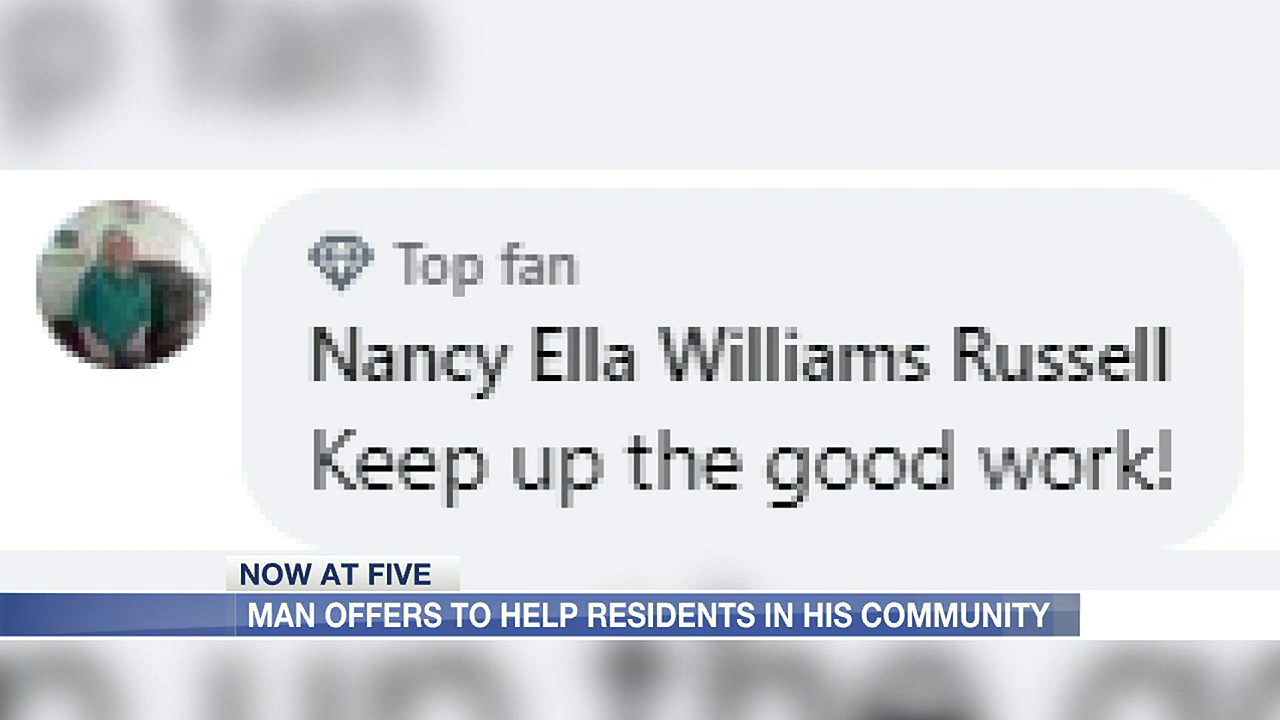 p fan
Top fan
Nancy Ella Williams Russell
Keep up the good work!
NOW AT FIVE
MAN OFFERS TO HELP RESIDENTS IN HIS COMMUNITY